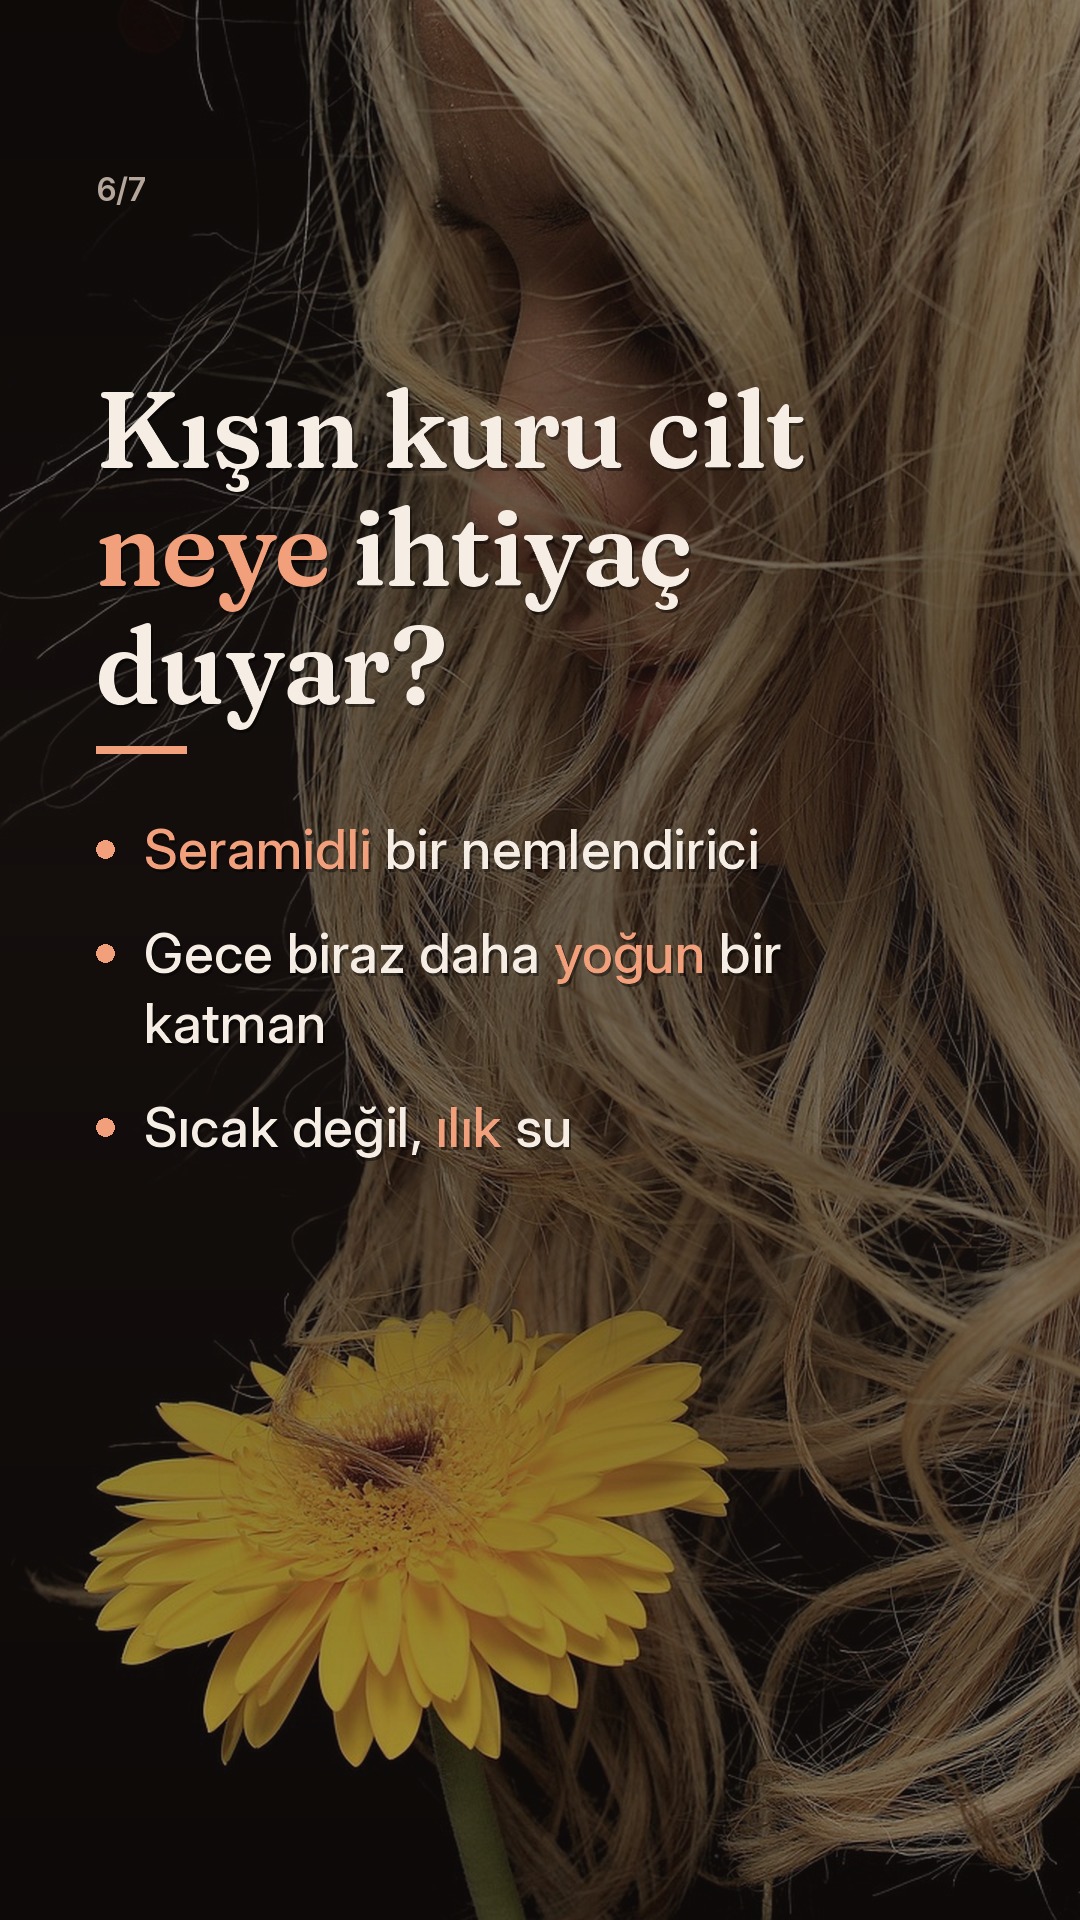 6/7
Kışın kuru cilt
neye ihtiyaç
duyar?
• Seramidli bir nemlendirici
• Gece biraz daha yoğun bir
katman
• Sıcak değil, ılık su